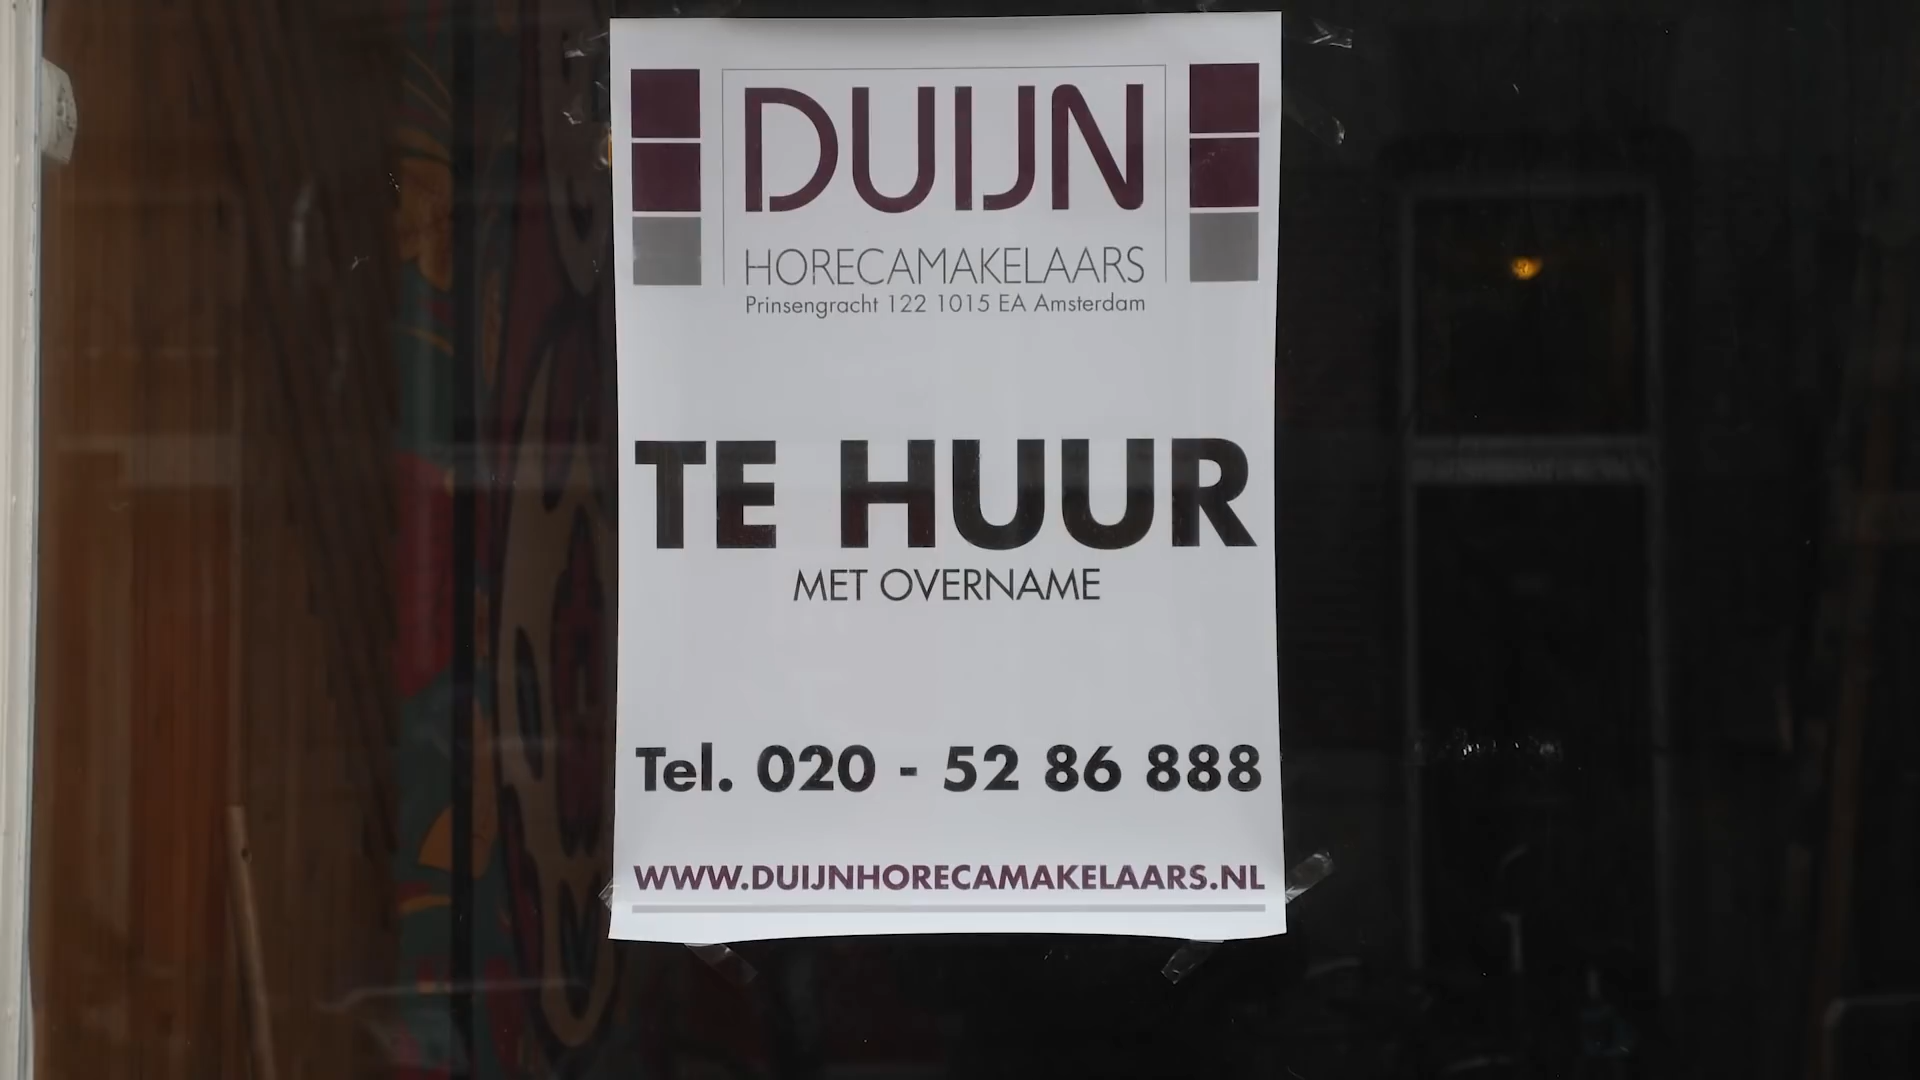 DUIJN
HORECAMAKELAARS
Prinsengracht 122 1015 EA Amsterdam
TE HUUR
MET OVERNAME
Tel. 020 - 52 86 888
WWW.DUIJNHORECAMAKELAARS.NL